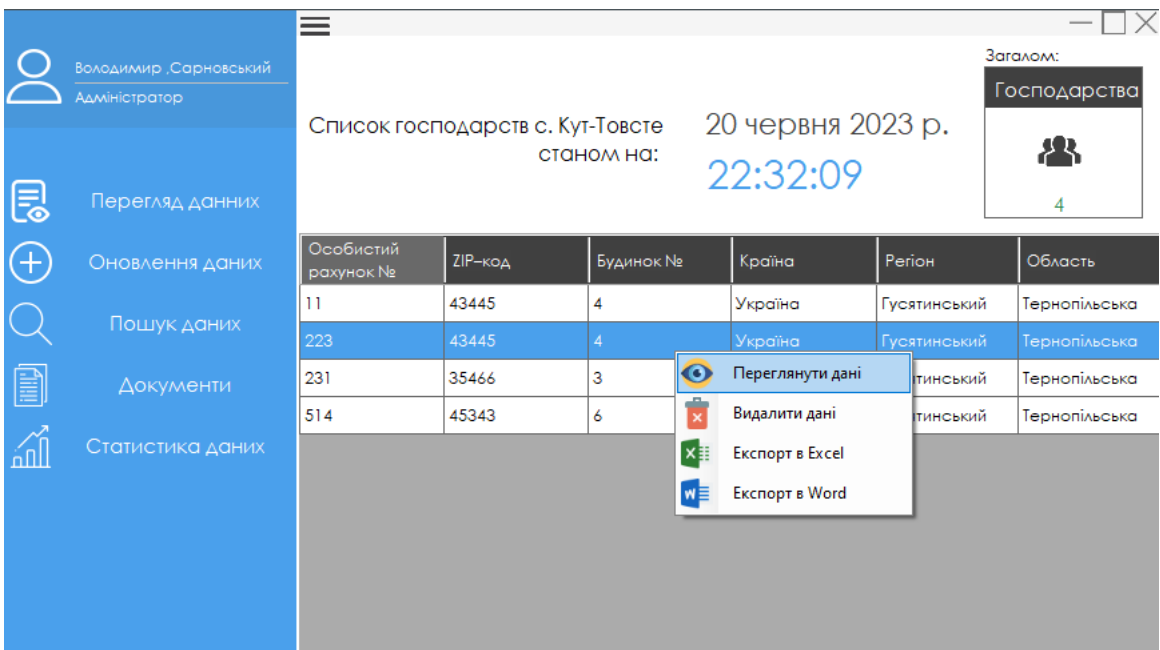 Володимир ,Сарновський
Адміністратор
Перегляд данних
Оновлення даних
Пошук даних
Документи
Статистика даних
Список господарств с. Кут-Товсте
станом на:
20 червня 2023 р.
22:32:09
Загалом:
Господарства
4
Особистий рахунок № ZIP–код Будинок № Країна Регіон Область
11 43445 4 Україна Гусятинський Тернопільська
223 43445 4 Україна Гусятинський Тернопільська
231 35466 3 тинський Тернопільська
514 45343 6 тинський Тернопільська
Переглянути дані
Видалити дані
Експорт в Excel
Експорт в Word